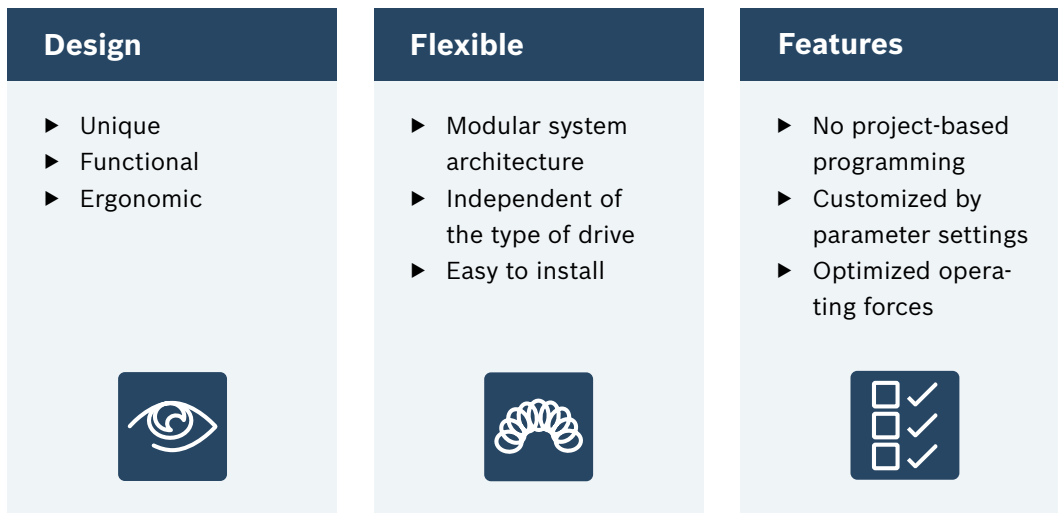 Design
▶ Unique
▶ Functional
▶ Ergonomic
Flexible
▶ Modular system
architecture
▶ Independent of
the type of drive
▶ Easy to install
Features
▶ No project-based
programming
▶ Customized by
parameter settings
▶ Optimized opera-
ting forces